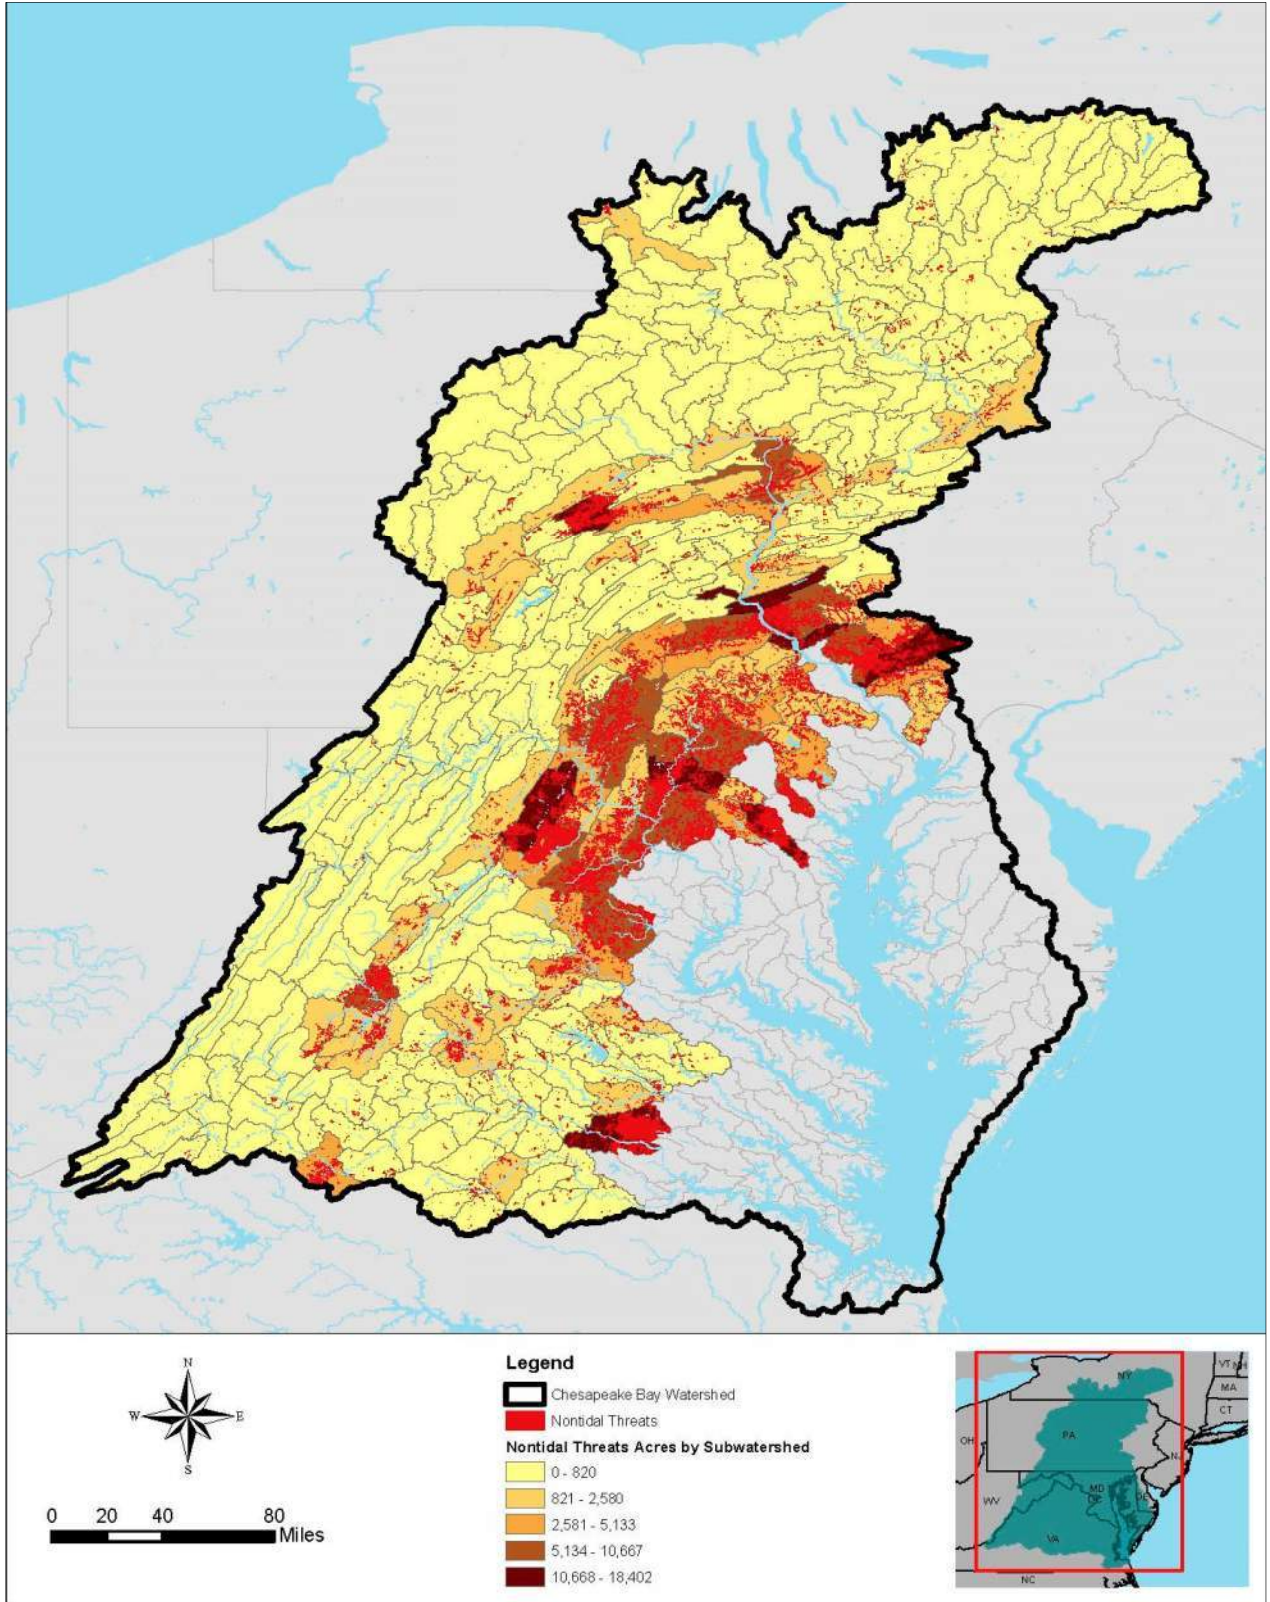 N
W
E
S
0 20 40 80
Miles
Legend
Chesapeake Bay Watershed
Nontidal Threats
Nontidal Threats Acres by Subwatershed
0 - 820
821 - 2,580
2,581 - 5,133
5,134 - 10,667
10,668 - 18,402
VT
NY
MA
CT
OH
PA
NJ
MD
DE
WV
VA
NC